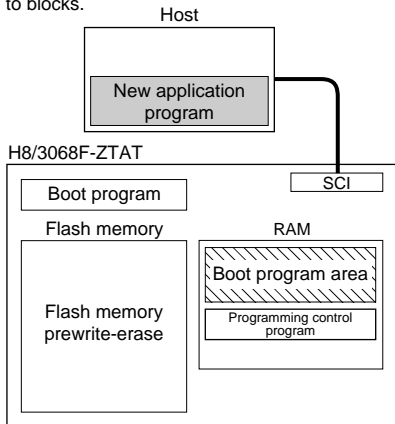 to blocks.
Host
New application
program
H8/3068F-ZTAT
SCI
Boot program
Flash memory
RAM
Boot program area
Flash memory
prewrite-erase
Programming control
program